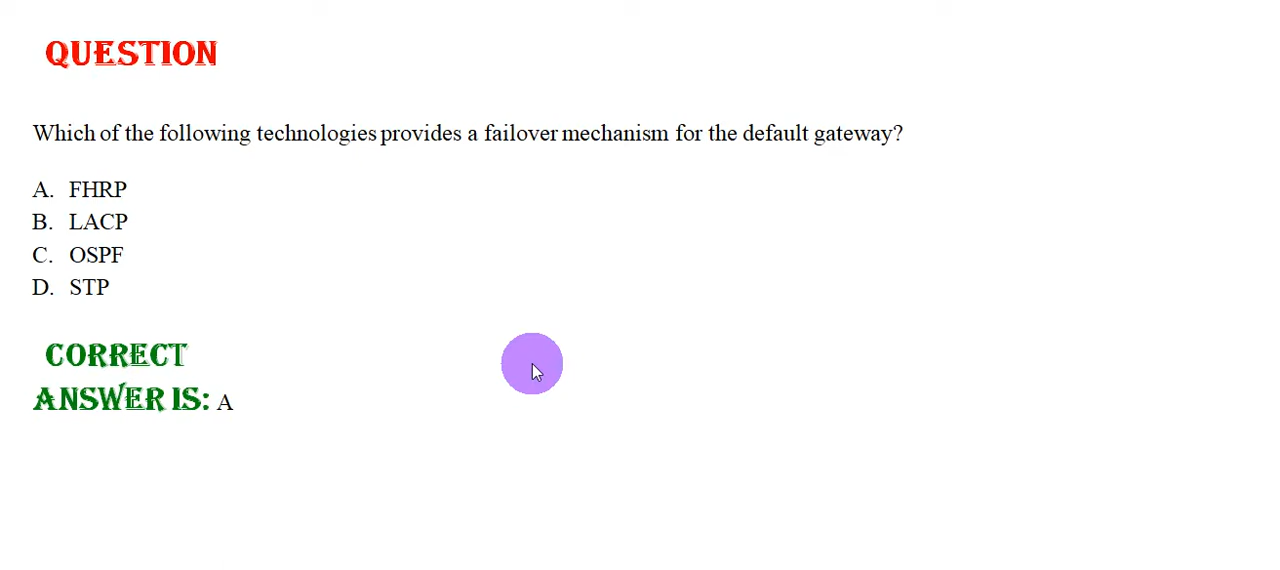 QUESTION
Which of the following technologies provides a failover mechanism for the default gateway?
A. FHRP
B. LACP
C. OSPF
D. STP
CORRECT
ANSWER IS: A